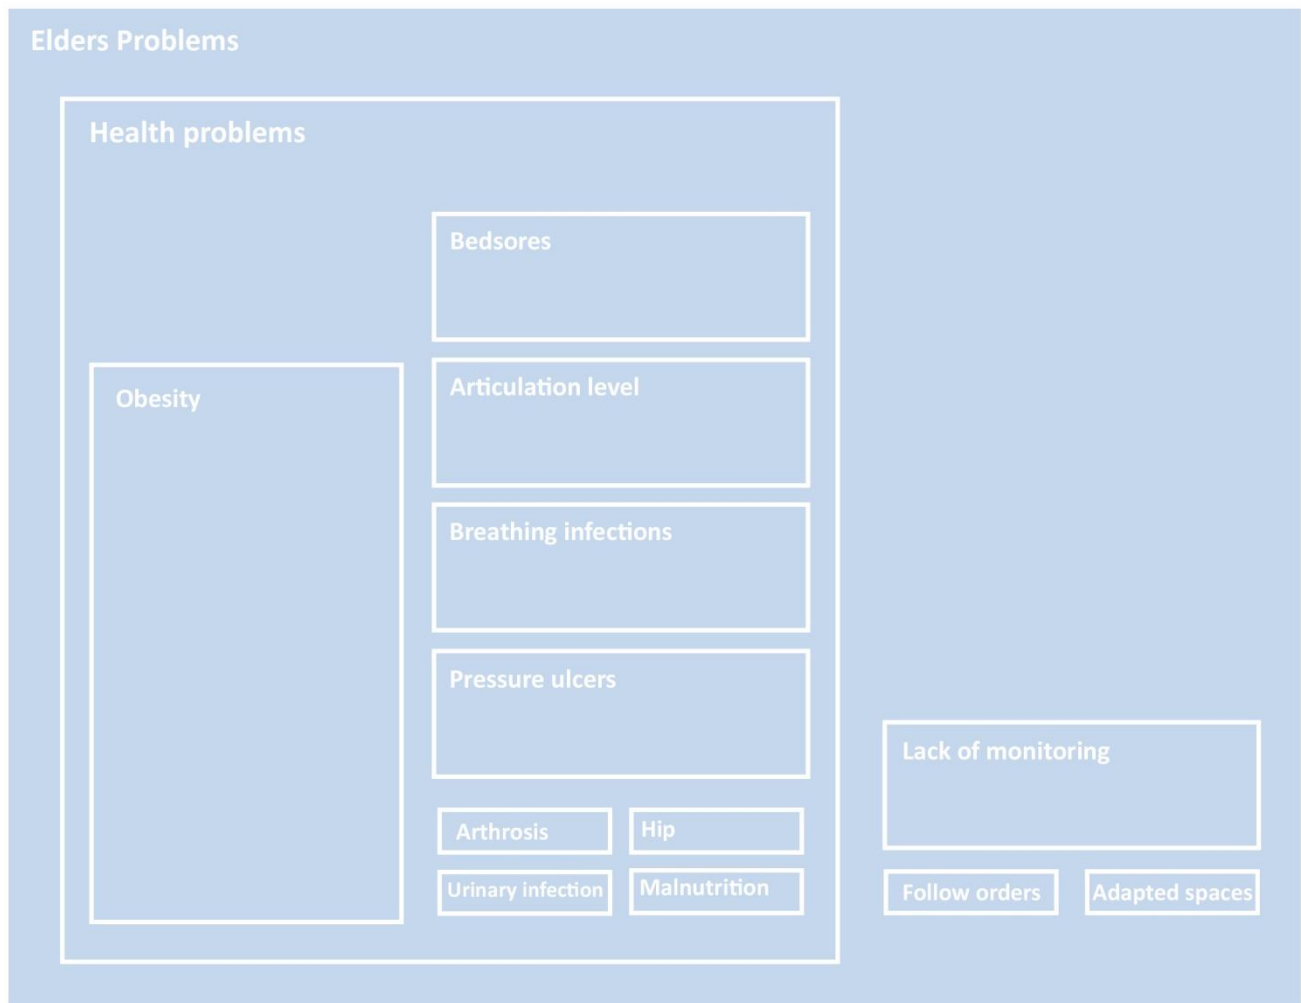 Elders Problems
Health problems
Obesity
Bedsores
Articulation level
Breathing infections
Pressure ulcers
Arthrosis
Hip
Urinary infection
Malnutrition
Lack of monitoring
Follow orders
Adapted spaces